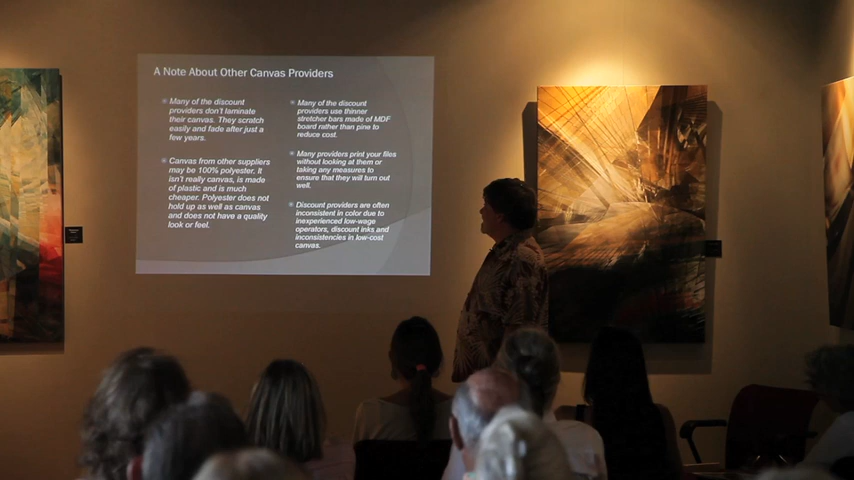 A Note About Other Canvas Providers
Many of the discount
providers don't laminate
their canvas. They scratch
easily and fade after just a
few years.
Canvas from other suppliers
may be 100% polyester. It
isn't really canvas, is made
of plastic and is much
cheaper. Polyester does not
hold up as well as canvas
and does not have a quality
look or feel.
Many of the discount
providers use thinner
stretcher bars made of MDF
board rather than pine to
reduce cost.
Many providers print your files
without looking at them or
taking any measures to
ensure that they will turn out
well.
Discount providers are often
inconsistent in color due to
inexperienced low-wage
operators, discount inks and
inconsistencies in low-cost
canvas.